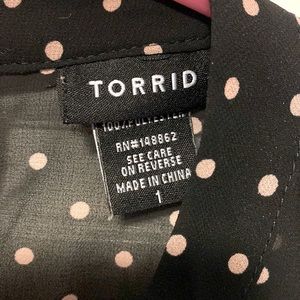 TORRID
100% POLYESTER
RN#148862
SEE CARE
ON REVERSE
MADE IN CHINA
1